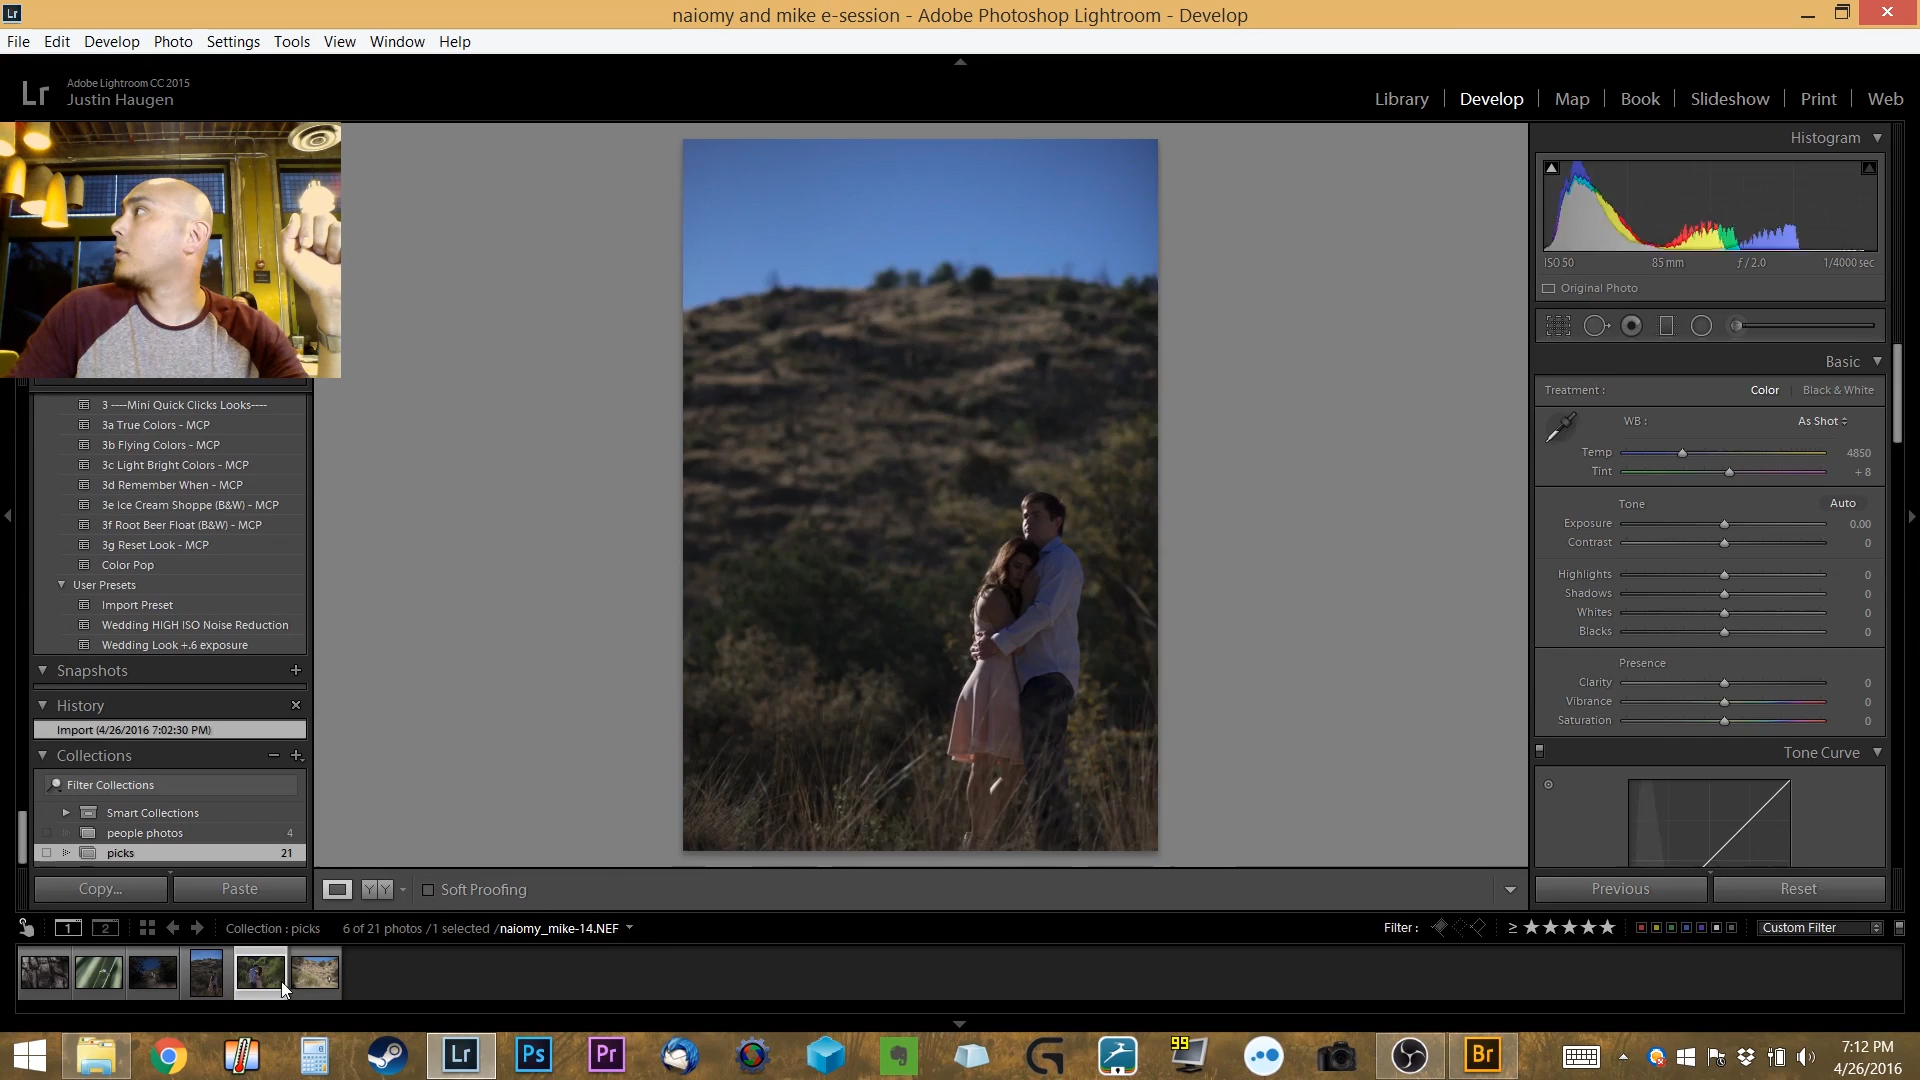 Lr
naiomy and mike e-session - Adobe Photoshop Lightroom - Develop
File Edit Develop Photo Settings Tools View Window Help
Lr
Adobe Lightroom CC 2015
Justin Haugen
Library Develop Map Book Slideshow Print Web
Histogram
ISO 50 85 mm ƒ / 2.0 1/4000 sec
Original Photo
Basic
Treatment : Color Black & White
WB : As Shot
Temp 4850
Tint + 8
Tone Auto
Exposure 0.00
Contrast 0
Highlights 0
Shadows 0
Whites 0
Blacks 0
Presence
Clarity 0
Vibrance 0
Saturation 0
Tone Curve
3 ----Mini Quick Clicks Looks----
3a True Colors - MCP
3b Flying Colors - MCP
3c Light Bright Colors - MCP
3d Remember When - MCP
3e Ice Cream Shoppe (B&W) - MCP
3f Root Beer Float (B&W) - MCP
3g Reset Look - MCP
Color Pop
User Presets
Import Preset
Wedding HIGH ISO Noise Reduction
Wedding Look +.6 exposure
Snapshots
History
Import (4/26/2016 7:02:30 PM)
Collections
Filter Collections
Smart Collections
people photos 4
picks 21
Copy... Paste
YY Soft Proofing
Previous Reset
1 2 Collection : picks 6 of 21 photos / 1 selected / naiomy_mike-14.NEF
Filter : ≥ ★★★★★ Custom Filter
Lr Ps Pr 99 Br
7:12 PM
4/26/2016